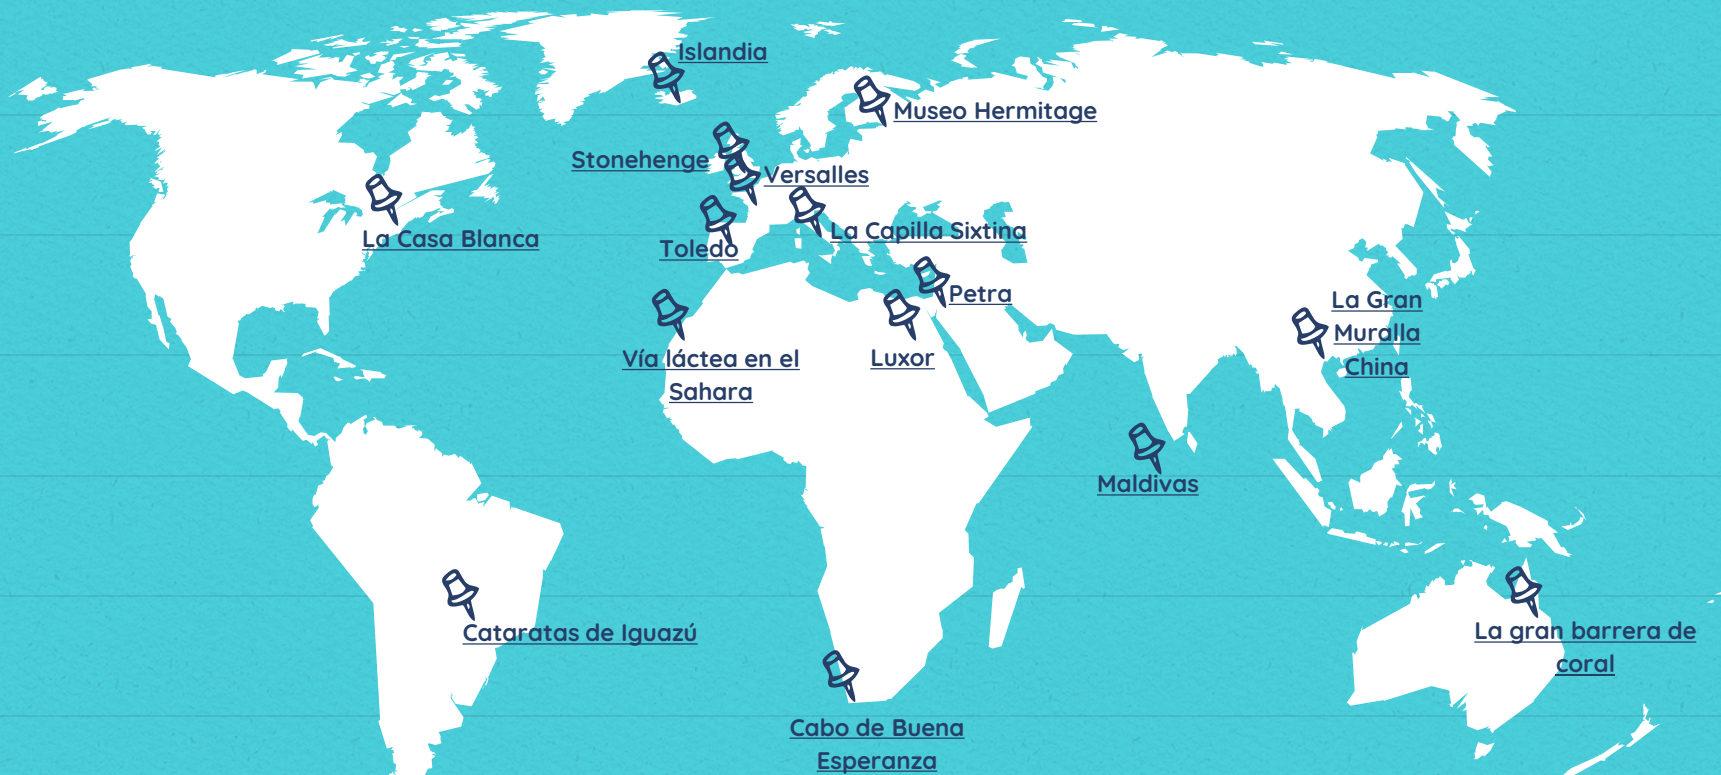 Islandia
Museo Hermitage
Stonehenge
Versalles
La Capilla Sixtina
La Casa Blanca
Toledo
Petra
La Gran
Muralla
China
Vía láctea en el
Sahara
Luxor
Maldivas
Cataratas de Iguazú
La gran barrera de
coral
Cabo de Buena
Esperanza